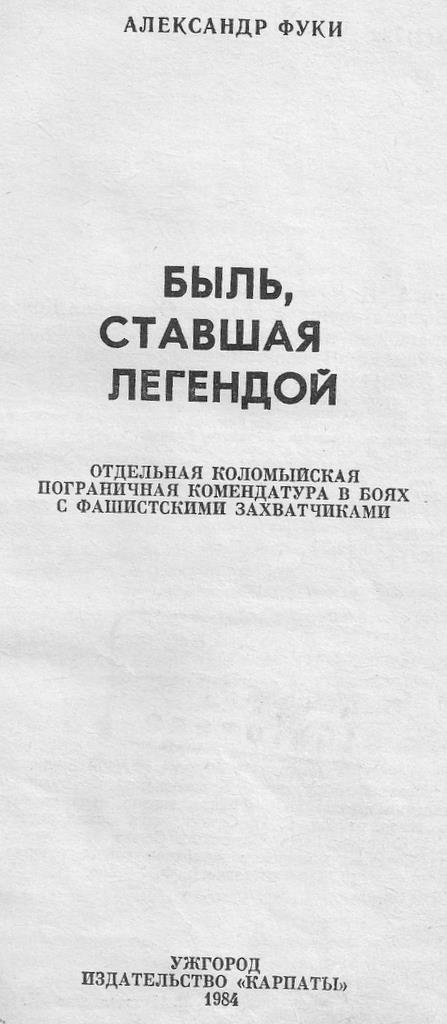 АЛЕКСАНДР ФУКИ
БЫЛЬ,
СТАВШАЯ
ЛЕГЕНДОЙ
ОТДЕЛЬНАЯ КОЛОМЫЙСКАЯ
ПОГРАНИЧНАЯ КОМЕНДАТУРА В БОЯХ
С ФАШИСТСКИМИ ЗАХВАТЧИКАМИ
УЖГОРОД
ИЗДАТЕЛЬСТВО «КАРПАТЫ»
1984